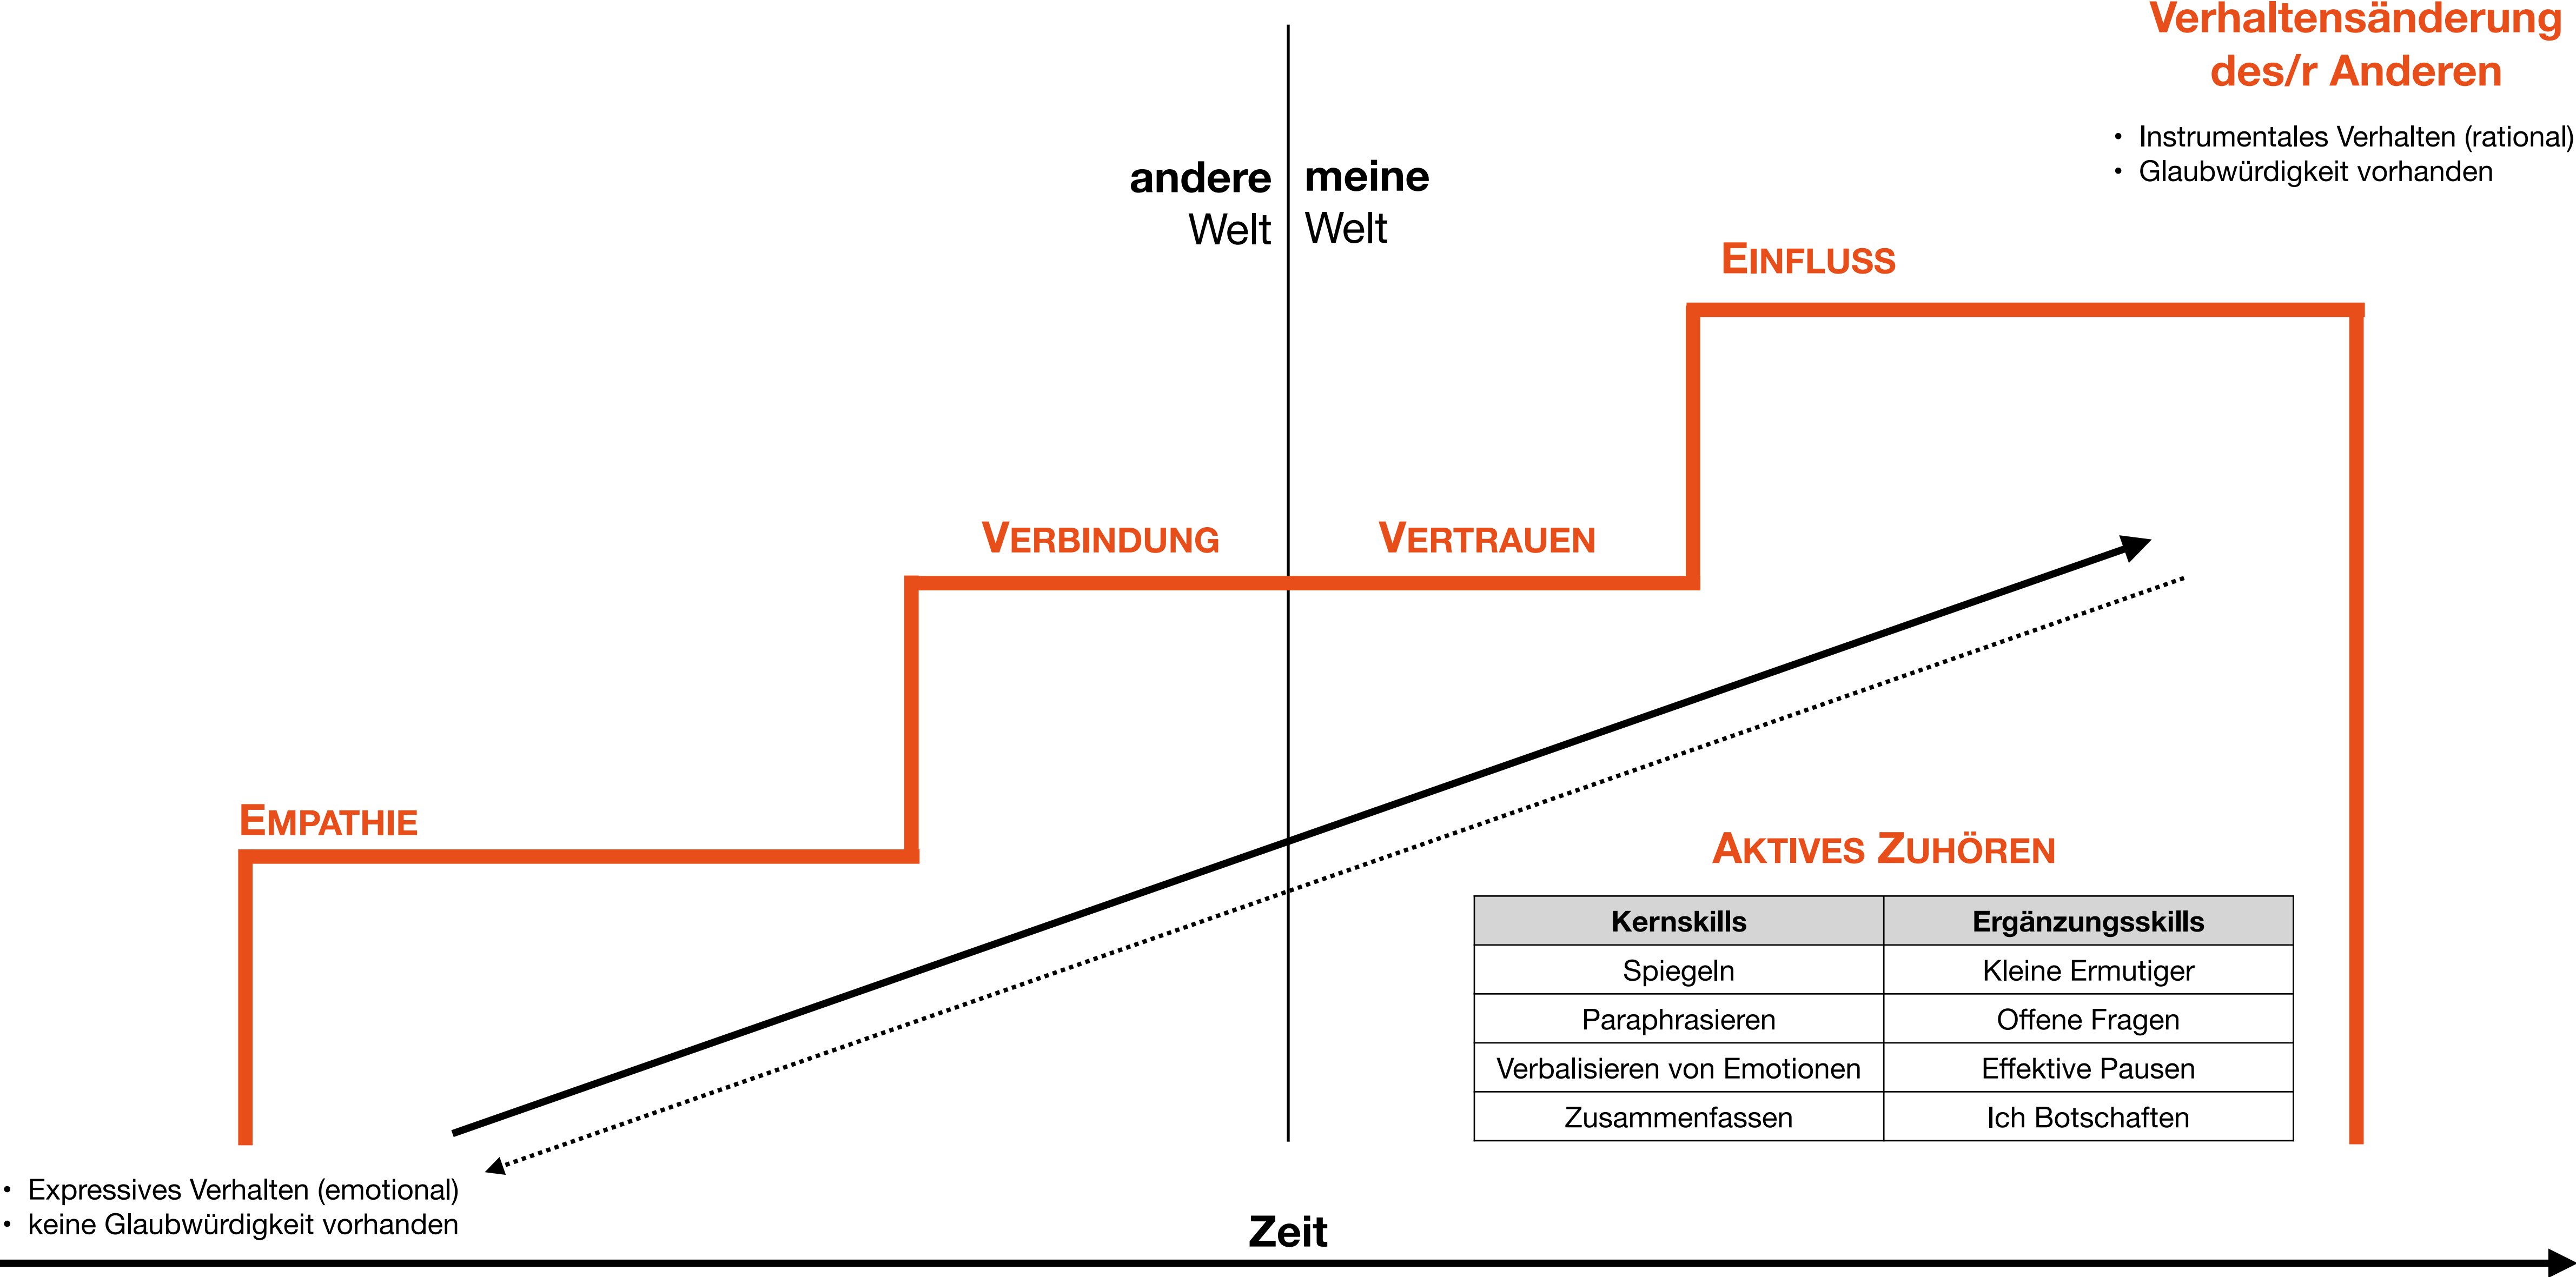 Verhaltensänderung
des/r Anderen
• Instrumentales Verhalten (rational)
• Glaubwürdigkeit vorhanden
andere
Welt
meine
Welt
EINFLUSS
VERBINDUNG
VERTRAUEN
EMPATHIE
AKTIVES ZUHÖREN
Kernskills Ergänzungsskills
Spiegeln Kleine Ermutiger
Paraphrasieren Offene Fragen
Verbalisieren von Emotionen Effektive Pausen
Zusammenfassen Ich Botschaften
• Expressives Verhalten (emotional)
• keine Glaubwürdigkeit vorhanden
Zeit